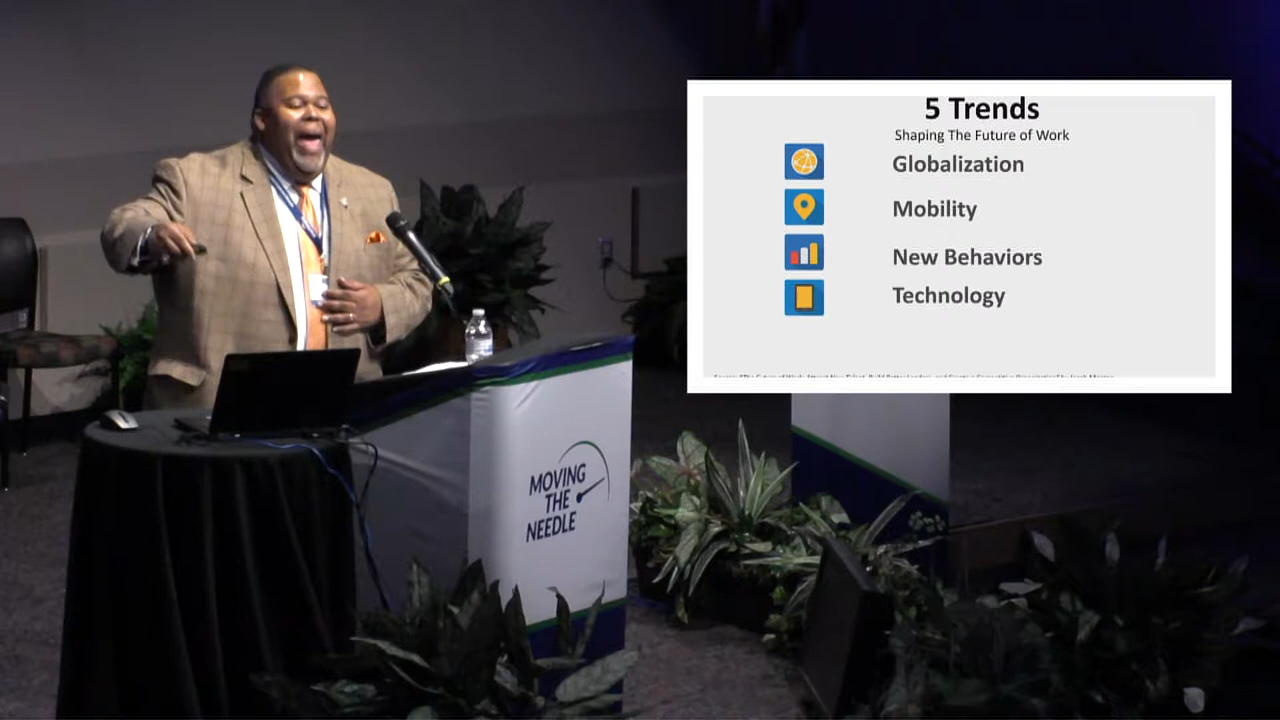 5 Trends
Shaping The Future of Work
Globalization
Mobility
New Behaviors
Technology
MOVING
THE
NEEDLE